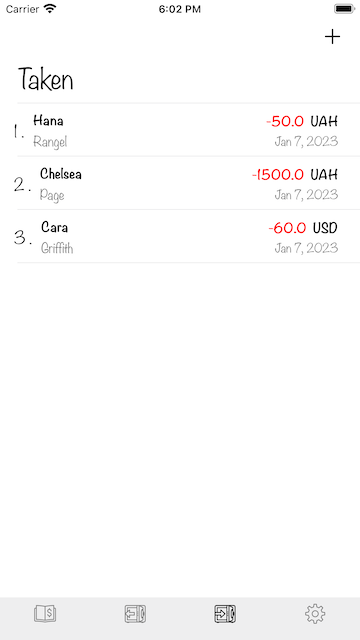 Carrier 6:02 PM
Taken
1. Hana -50.0 UAH
Rangel Jan 7, 2023
2. Chelsea -1500.0 UAH
Page Jan 7, 2023
3. Cara -60.0 USD
Griffith Jan 7, 2023